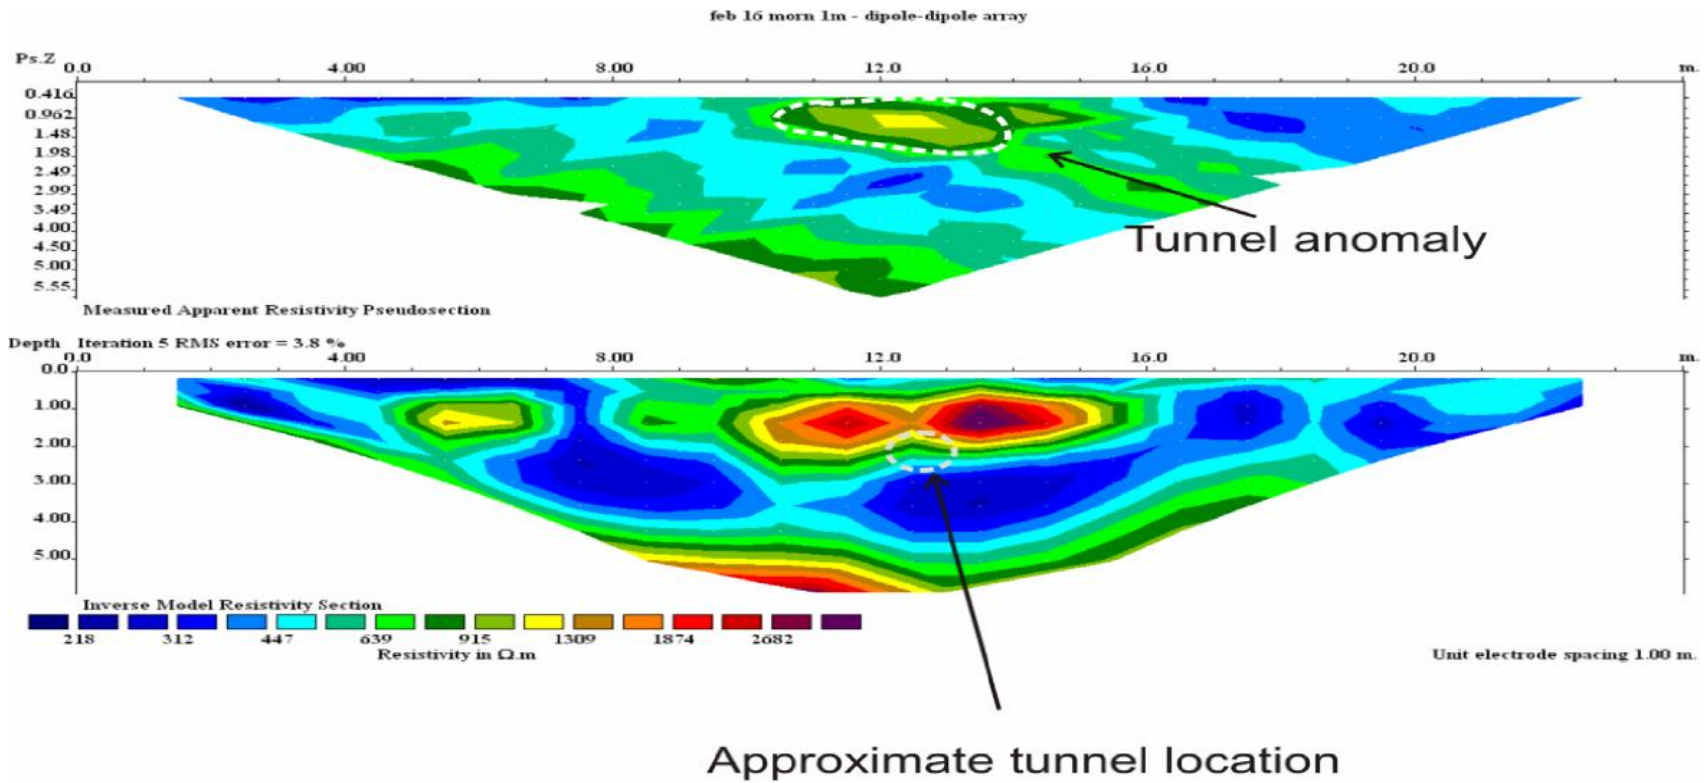 feb 16 morn 1m - dipole-dipole array
Ps.Z 0.0 4.00 8.00 12.0 16.0 20.0 m.
0.416
0.962
1.48
1.98
2.49
2.99
3.49
4.00
4.50
5.00
5.55
Tunnel anomaly
Measured Apparent Resistivity Pseudosection
Depth Iteration 5 RMS error = 3.8 %
0.0 4.00 8.00 12.0 16.0 20.0 m.
0.0
1.00
2.00
3.00
4.00
5.00
Inverse Model Resistivity Section
218 312 447 639 915 1309 1874 2682
Resistivity in Ω.m
Unit electrode spacing 1.00 m.
Approximate tunnel location